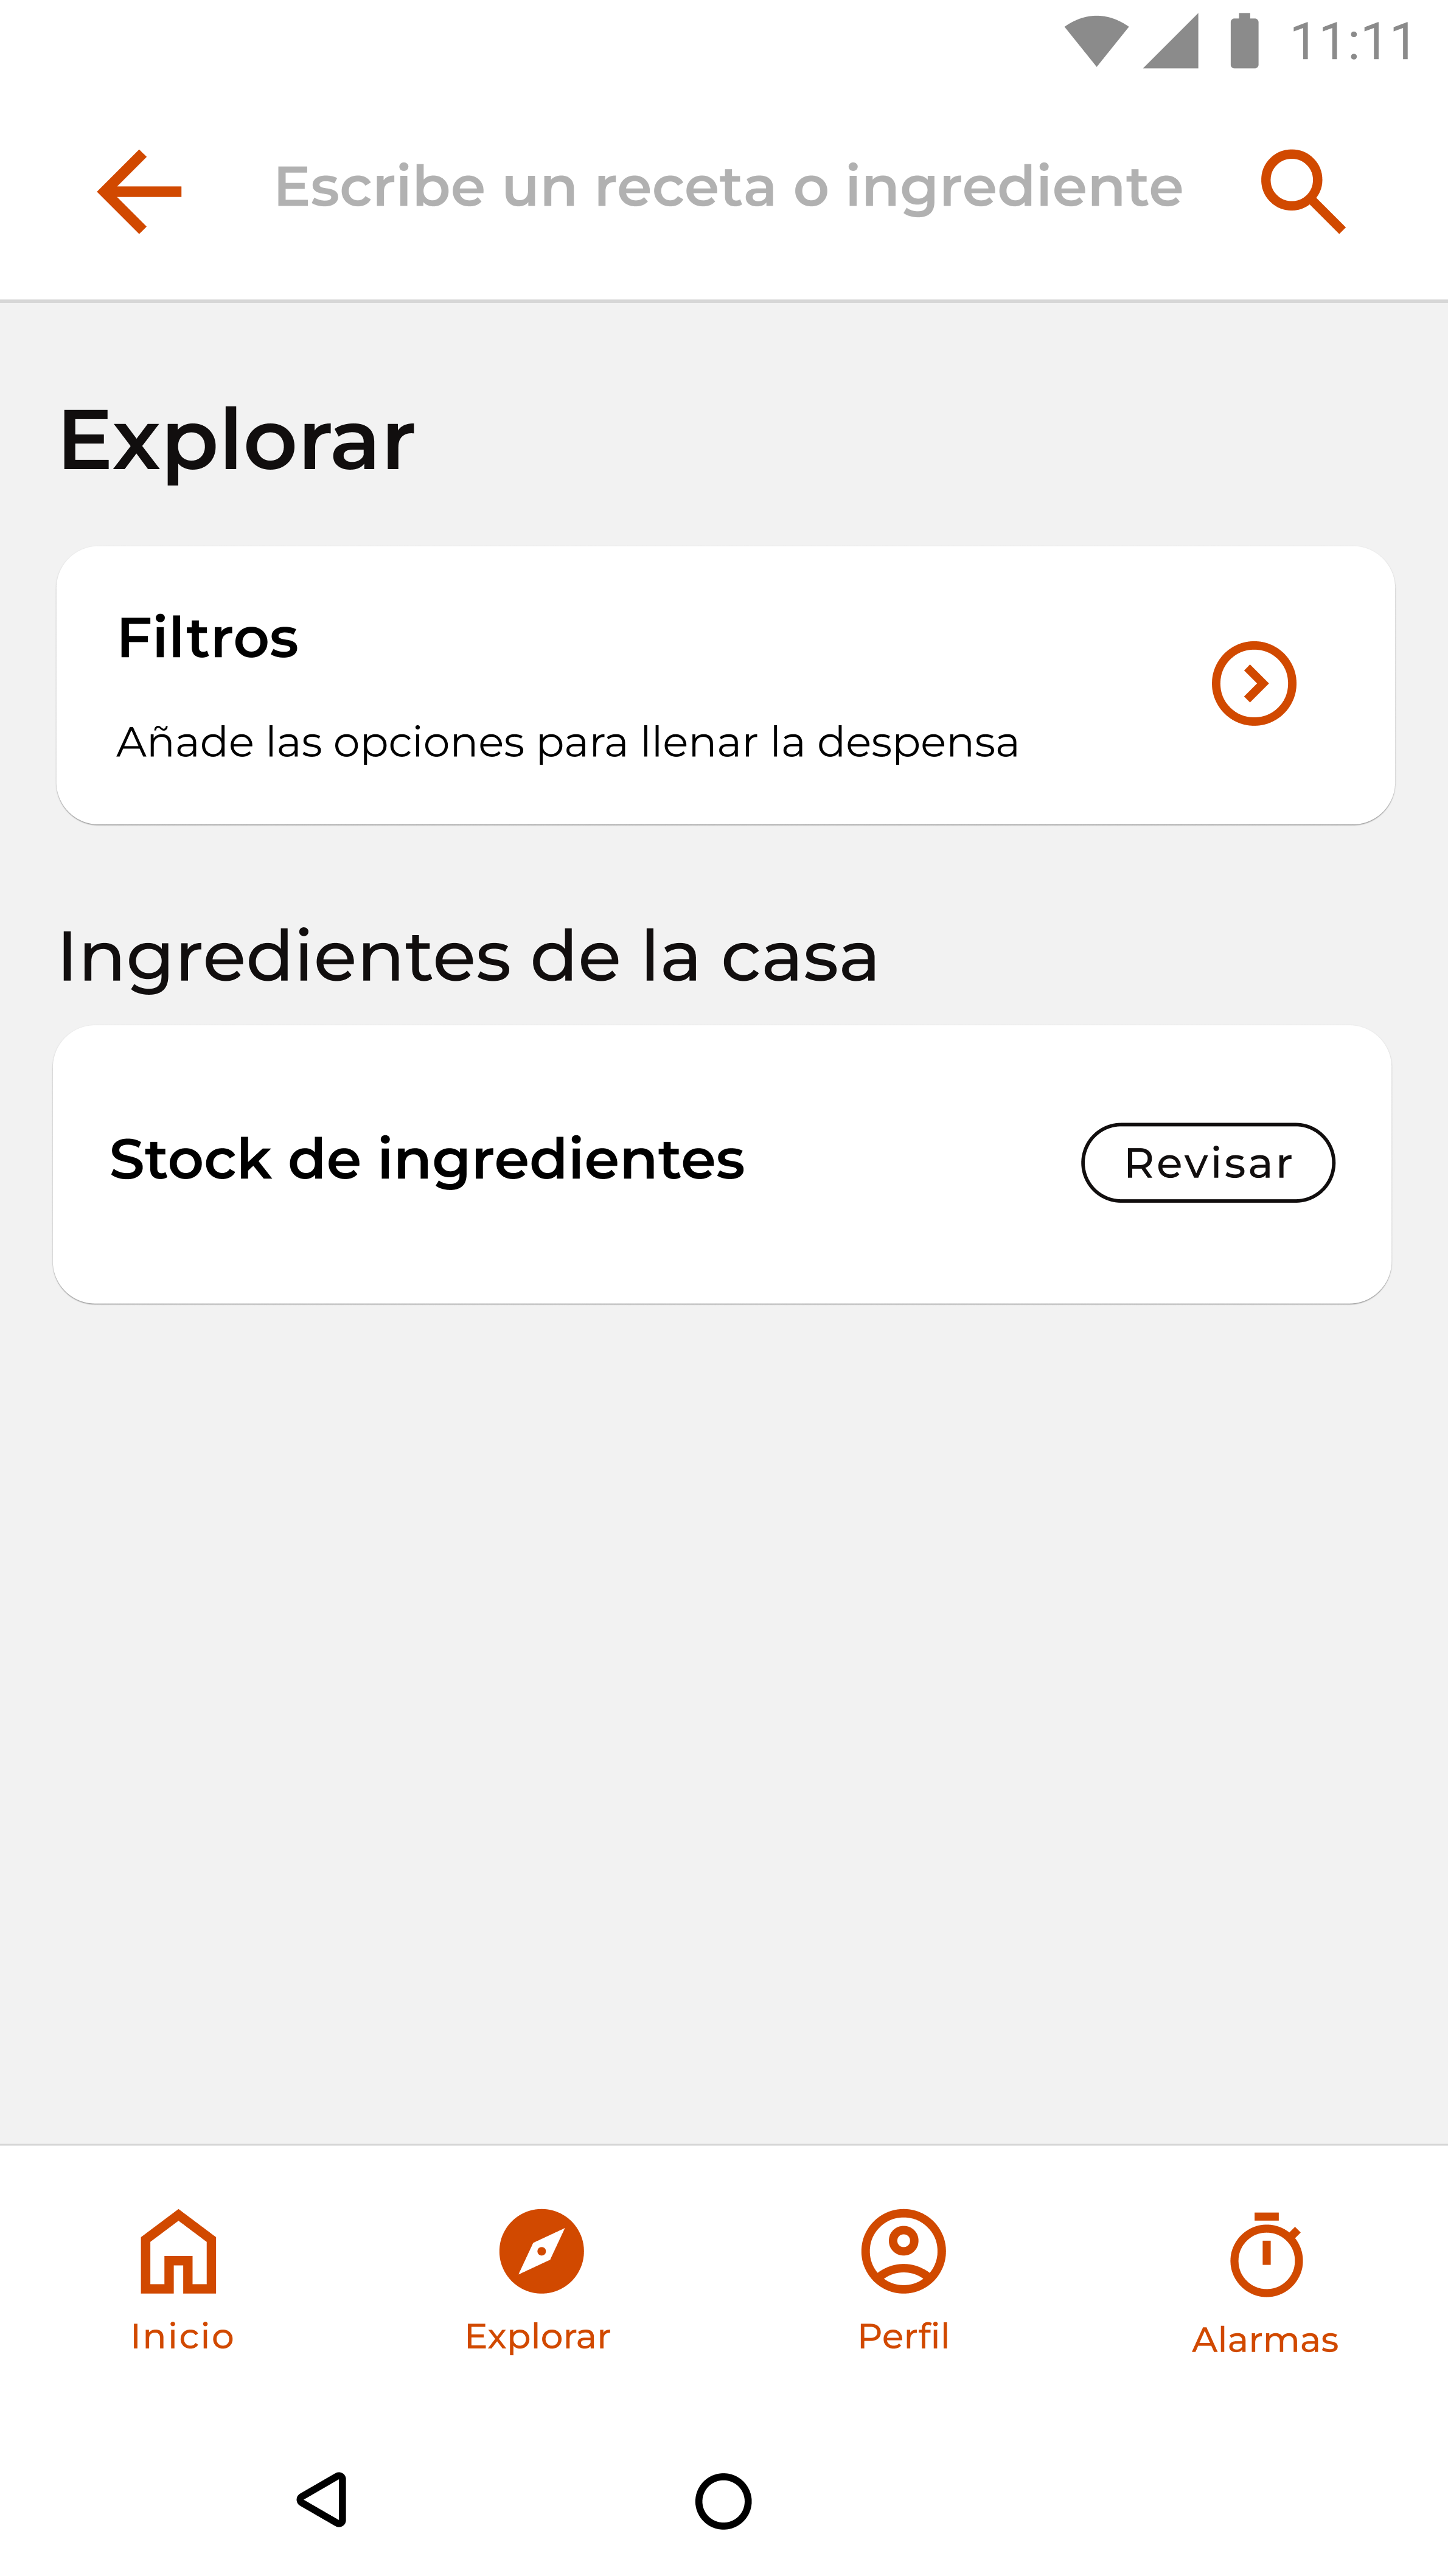 11:11
Escribe un receta o ingrediente
Explorar
Filtros
Añade las opciones para llenar la despensa
Ingredientes de la casa
Stock de ingredientes
Revisar
Inicio
Explorar
Perfil
Alarmas